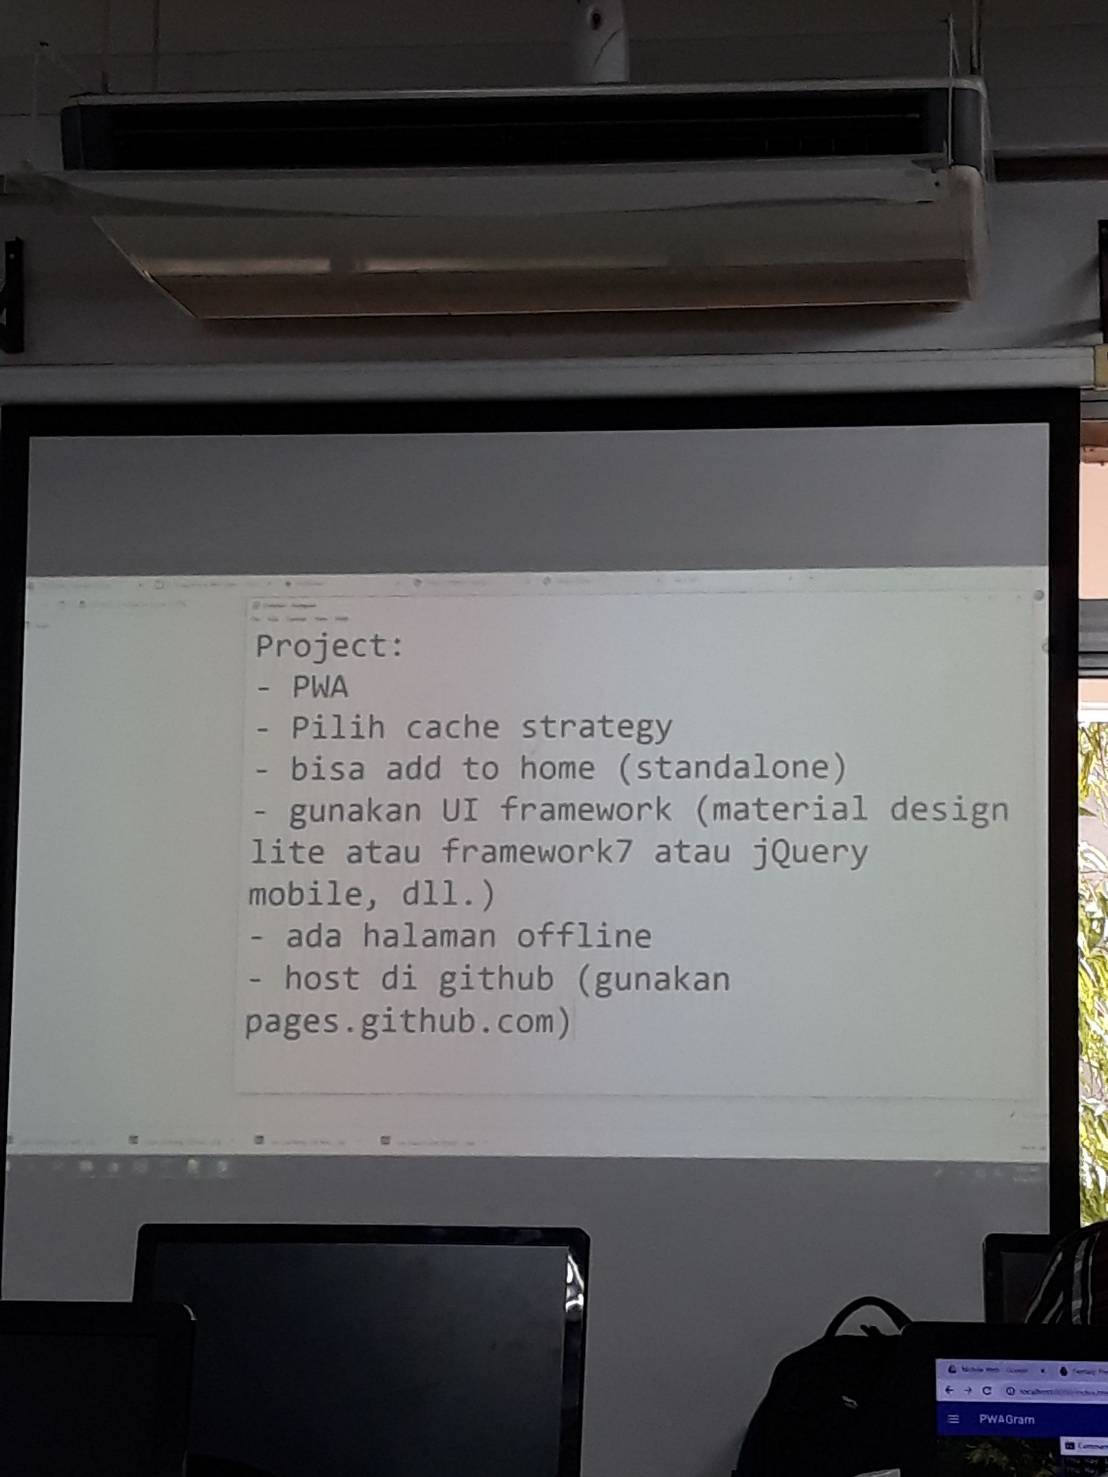 Project:
- PWA
- Pilih cache strategy
- bisa add to home (standalone)
- gunakan UI framework (material design
lite atau framework7 atau jQuery
mobile, dll.)
- ada halaman offline
- host di github (gunakan
pages.github.com)
PWAGram